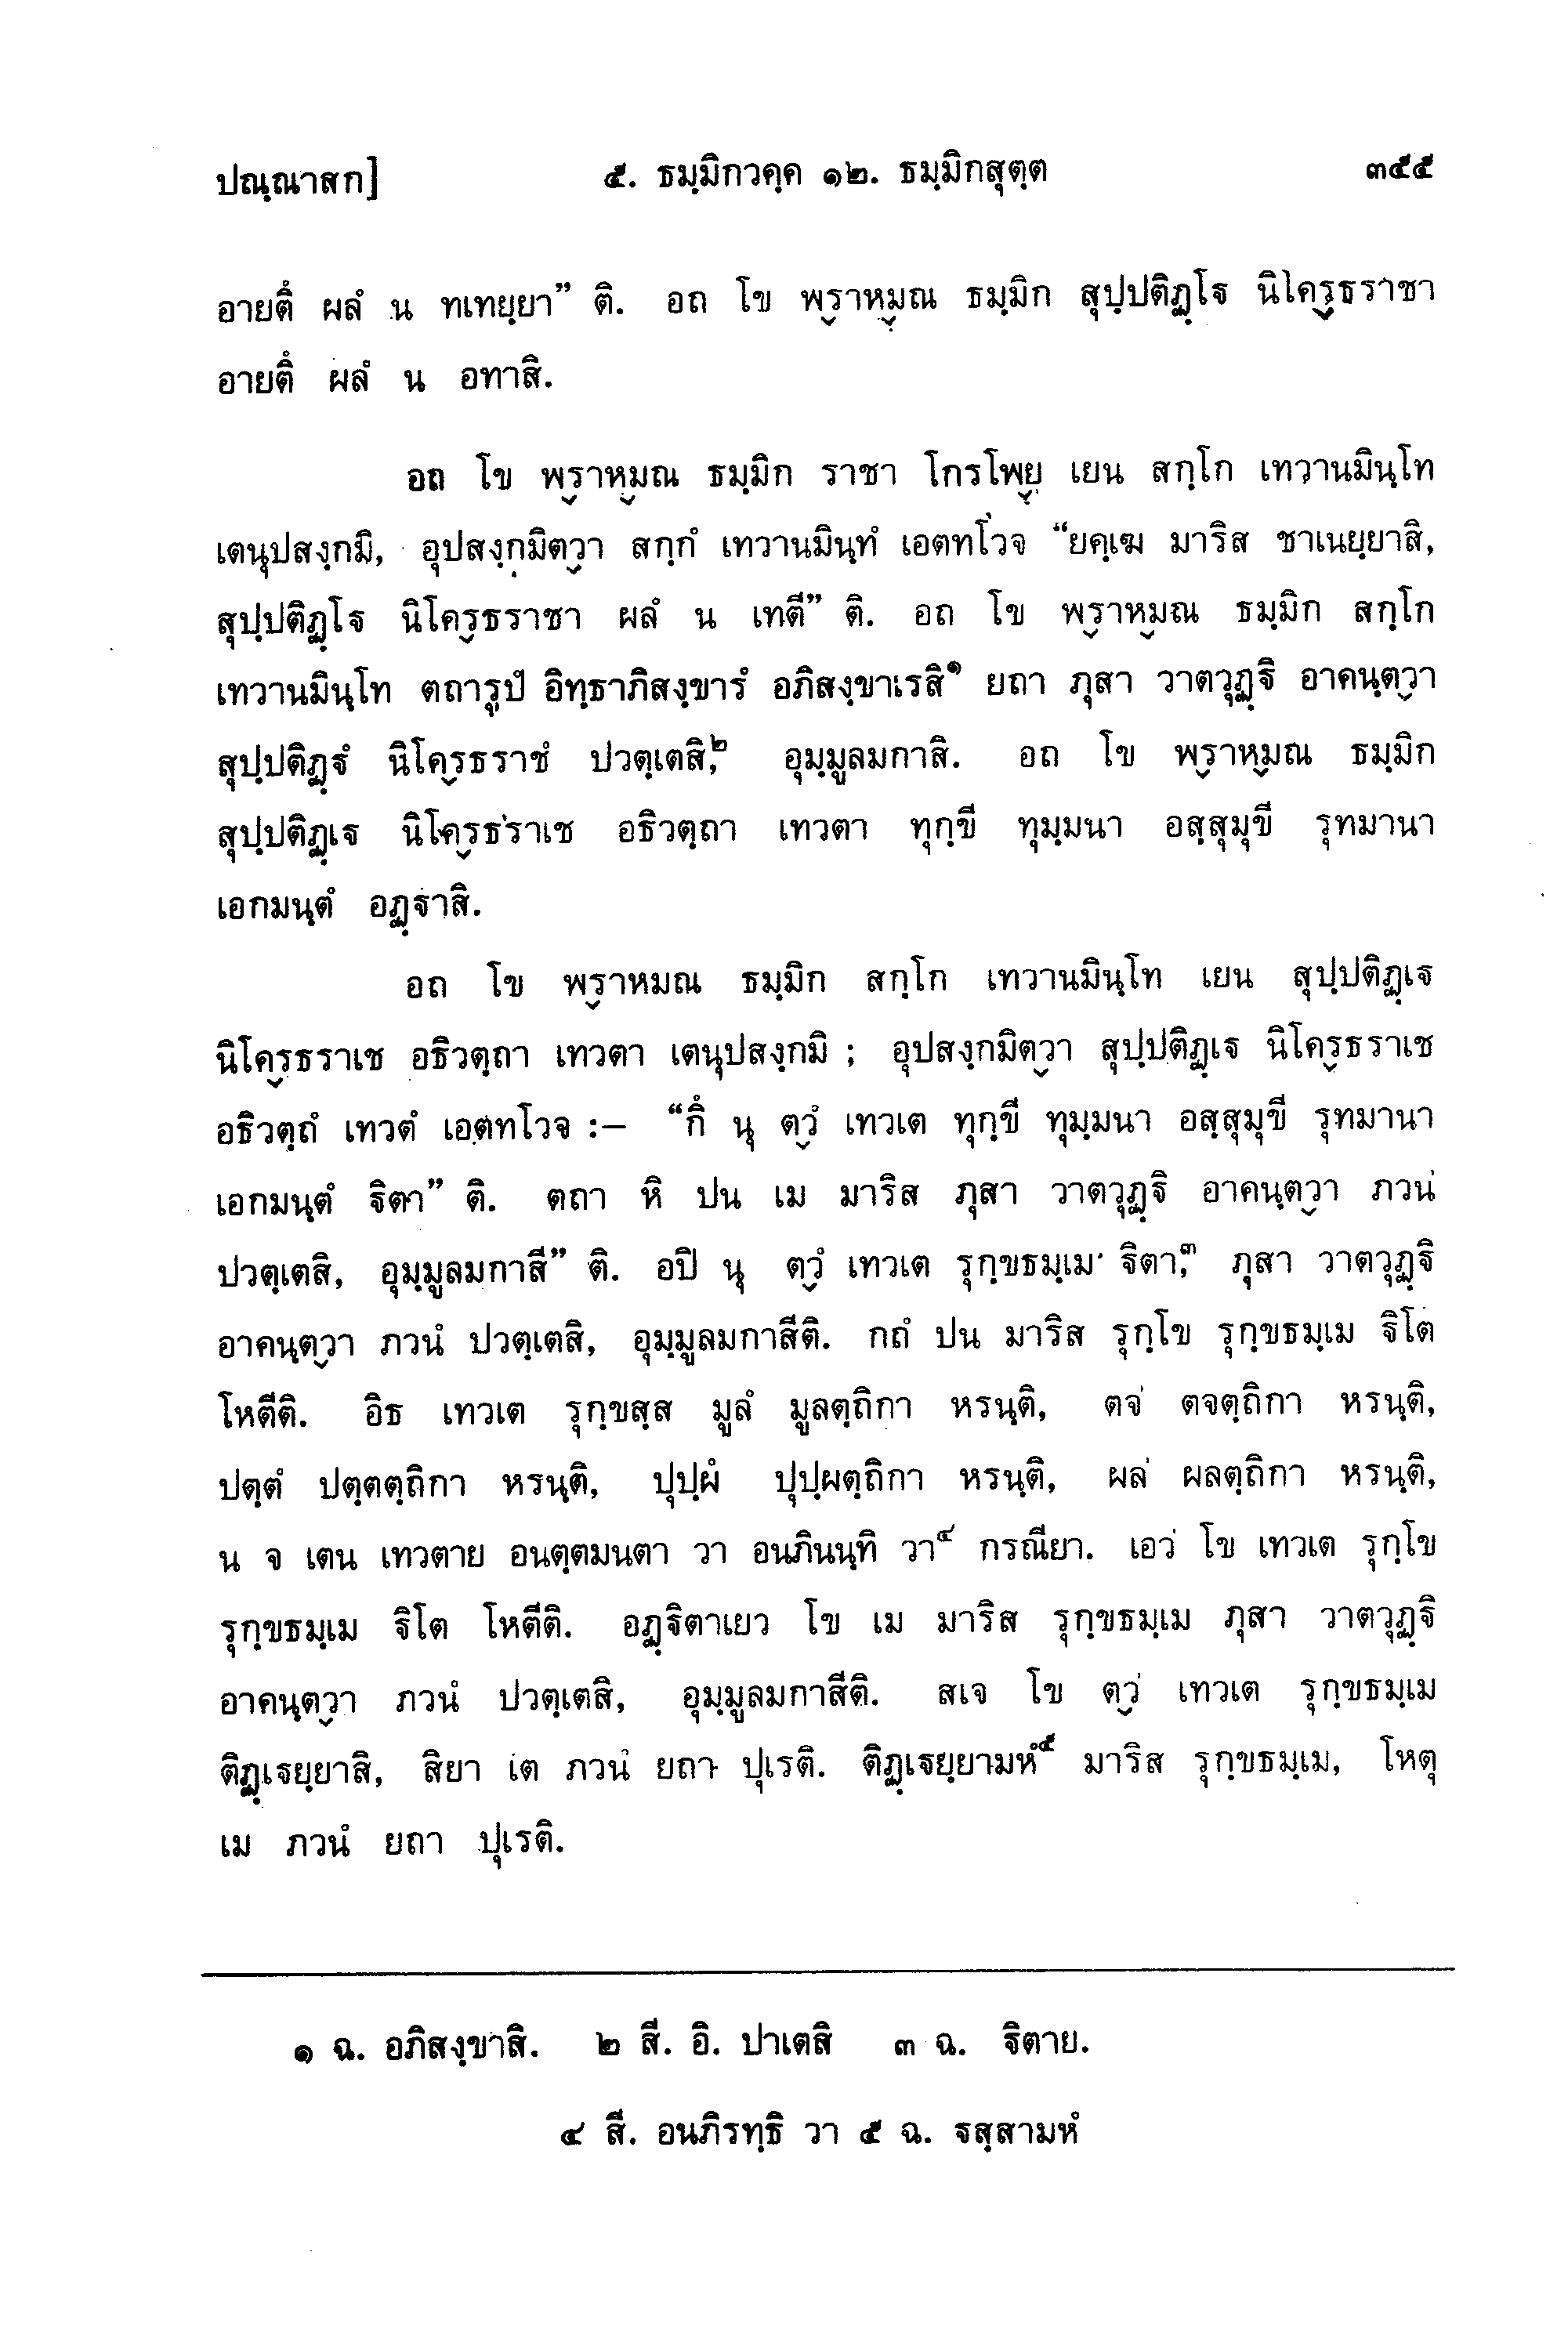 ปณฺณาสก] ๕. ธมฺมิกวคฺค ๑๒. ธมฺมิกสุตฺต ๓๕๕
อายตึ ผลํ น ทเทยฺยา” ติ. อถ โข พฺราหฺมณ ธมฺมิก สุปฺปติฏฺโฐ นิโคฺรธราชา
อายตึ ผลํ น อทาสิ.
อถ โข พฺราหฺมณ ธมฺมิก ราชา โกรโพฺย เยน สกฺโก เทวานมินฺโท
เตนุปสงฺกมิ, อุปสงฺกมิตฺวา สกฺกํ เทวานมินฺทํ เอตทโวจ “ยคฺเฆ มาริส ชาเนยฺยาสิ,
สุปฺปติฏฺโฐ นิโคฺรธราชา ผลํ น เทตี” ติ. อถ โข พฺราหฺมณ ธมฺมิก สกฺโก
เทวานมินฺโท ตถารูปํ อิทฺธาภิสงฺขารํ อภิสงฺขาเรสิ๑ ยถา ภุสา วาตวุฏฺฐิ อาคนฺตฺวา
สุปฺปติฏฺฐํ นิโคฺรธราชํ ปวตฺเตสิ,๒ อุมฺมูลมกาสิ. อถ โข พฺราหฺมณ ธมฺมิก
สุปฺปติฏฺเฐ นิโคฺรธราเช อธิวตฺถา เทวตา ทุกฺขี ทุมฺมนา อสฺสุมุขี รุทมานา
เอกมนฺตํ อฏฺฐาสิ.
อถ โข พฺราหมณ ธมฺมิก สกฺโก เทวานมินฺโท เยน สุปฺปติฏฺเฐ
นิโคฺรธราเช อธิวตฺถา เทวตา เตนุปสงฺกมิ ; อุปสงฺกมิตฺวา สุปฺปติฏฺเฐ นิโคฺรธราเช
อธิวตฺถํ เทวตํ เอตทโวจ :– “กึ นุ ตฺวํ เทวเต ทุกฺขี ทุมฺมนา อสฺสุมุขี รุทมานา
เอกมนฺตํ ฐิตา” ติ. ตถา หิ ปน เม มาริส ภุสา วาตวุฏฺฐิ อาคนฺตฺวา ภวนํ
ปวตฺเตสิ, อุมฺมูลมกาสี” ติ. อปิ นุ ตฺวํ เทวเต รุกฺขธมฺเม ฐิตา,๓ ภุสา วาตวุฏฺฐิ
อาคนฺตฺวา ภวนํ ปวตฺเตสิ, อุมฺมูลมกาสีติ. กถํ ปน มาริส รุกฺโข รุกฺขธมฺเม ฐิโต
โหตีติ. อิธ เทวเต รุกฺขสฺส มูลํ มูลตฺถิกา หรนฺติ, ตจํ ตจตฺถิกา หรนฺติ,
ปตฺตํ ปตฺตตฺถิกา หรนฺติ, ปุปฺผํ ปุปฺผตฺถิกา หรนฺติ, ผลํ ผลตฺถิกา หรนฺติ,
น จ เตน เทวตาย อนตฺตมนตา วา อนภินนฺทิ วา๔ กรณียา. เอวํ โข เทวเต รุกฺโข
รุกฺขธมฺเม ฐิโต โหตีติ. อฏฺฐิตาเยว โข เม มาริส รุกฺขธมฺเม ภุสา วาตวุฏฺฐิ
อาคนฺตฺวา ภวนํ ปวตฺเตสิ, อุมฺมูลมกาสีติ. สเจ โข ตฺวํ เทวเต รุกฺขธมฺเม
ติฏฺเฐยฺยาสิ, สิยา เต ภวนํ ยถา ปุเรติ. ติฏฺเฐยฺยามหํ๕ มาริส รุกฺขธมฺเม, โหตุ
เม ภวนํ ยถา ปุเรติ.
๑ ฉ. อภิสงฺขาสิ. ๒ สี. อิ. ปาเตสิ ๓ ฉ. ฐิตาย.
๔ สี. อนภิรทฺธิ วา ๕ ฉ. ฐสฺสามหํ